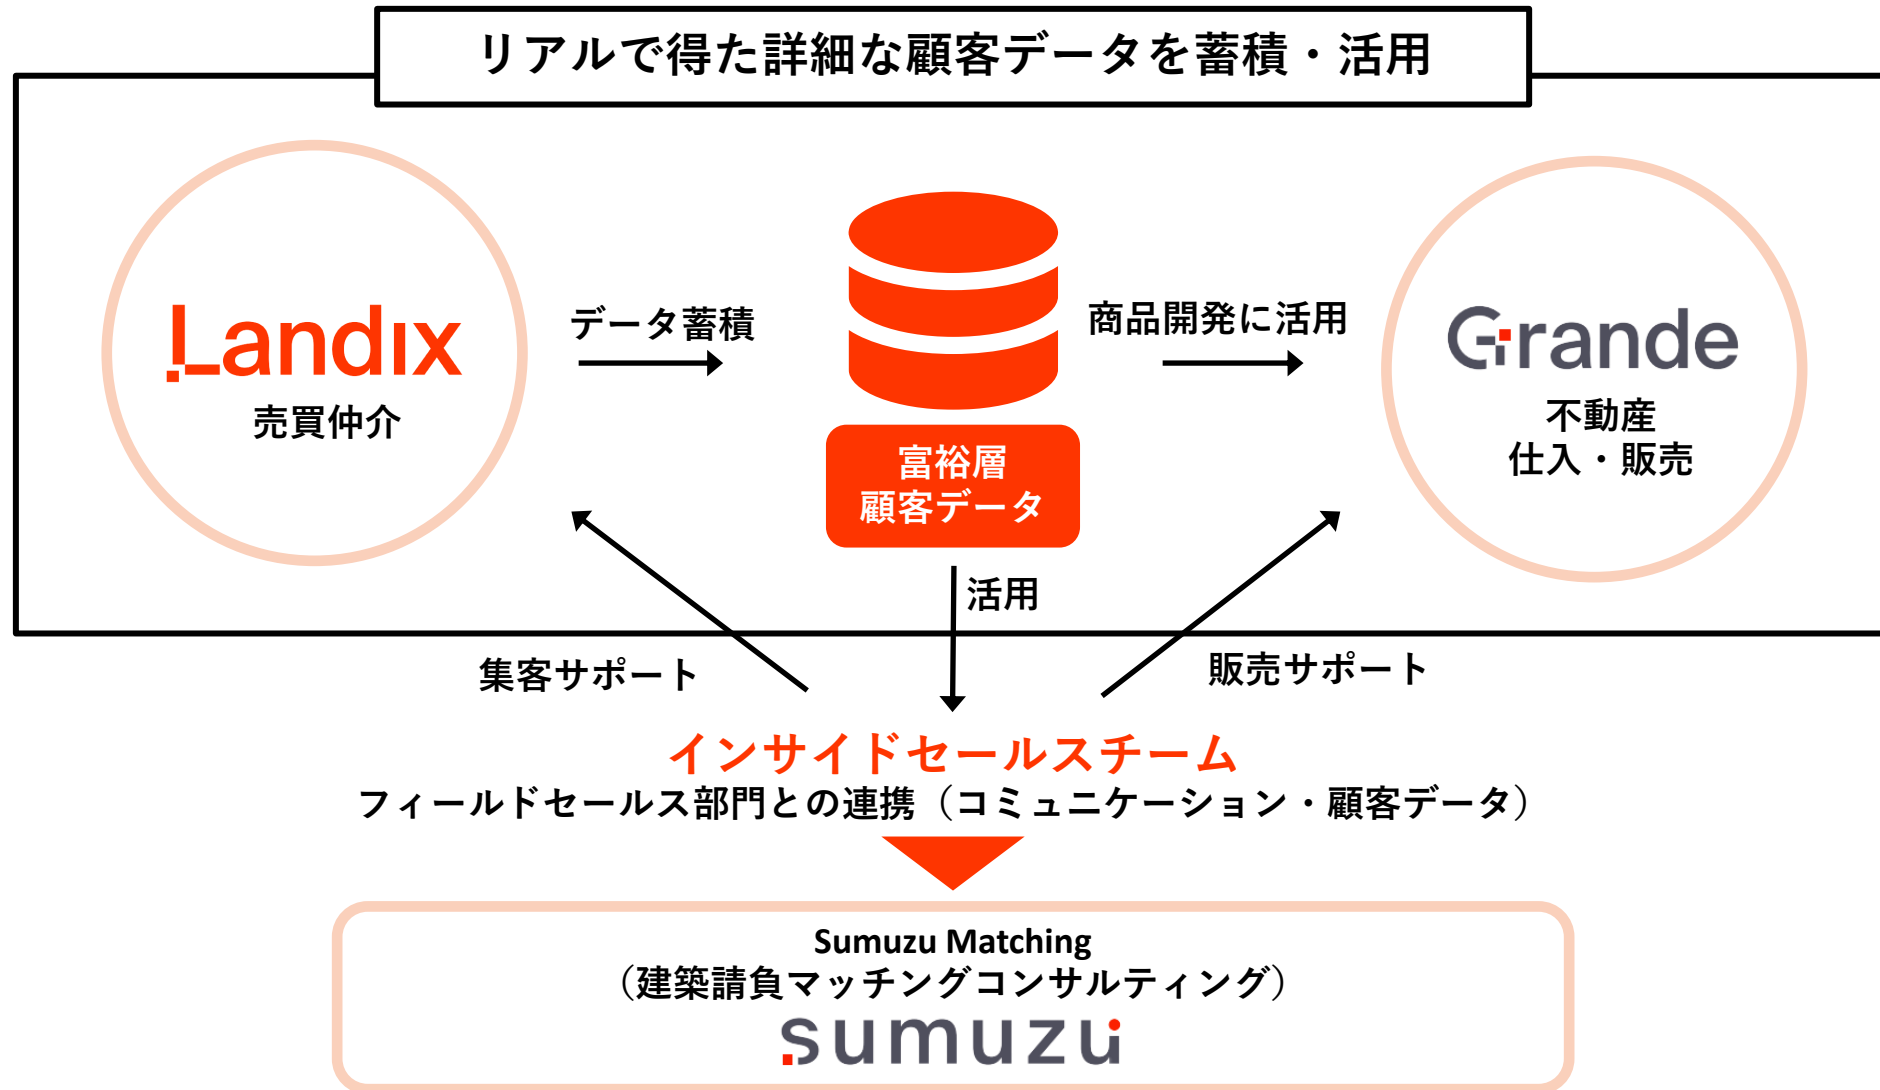 リアルで得た詳細な顧客データを蓄積・活用
Landix
売買仲介
データ蓄積
富裕層
顧客データ
商品開発に活用
Grande
不動産
仕入・販売
活用
集客サポート
販売サポート
インサイドセールスチーム
フィールドセールス部門との連携（コミュニケーション・顧客データ）
Sumuzu Matching
（建築請負マッチングコンサルティング）
sumuzu